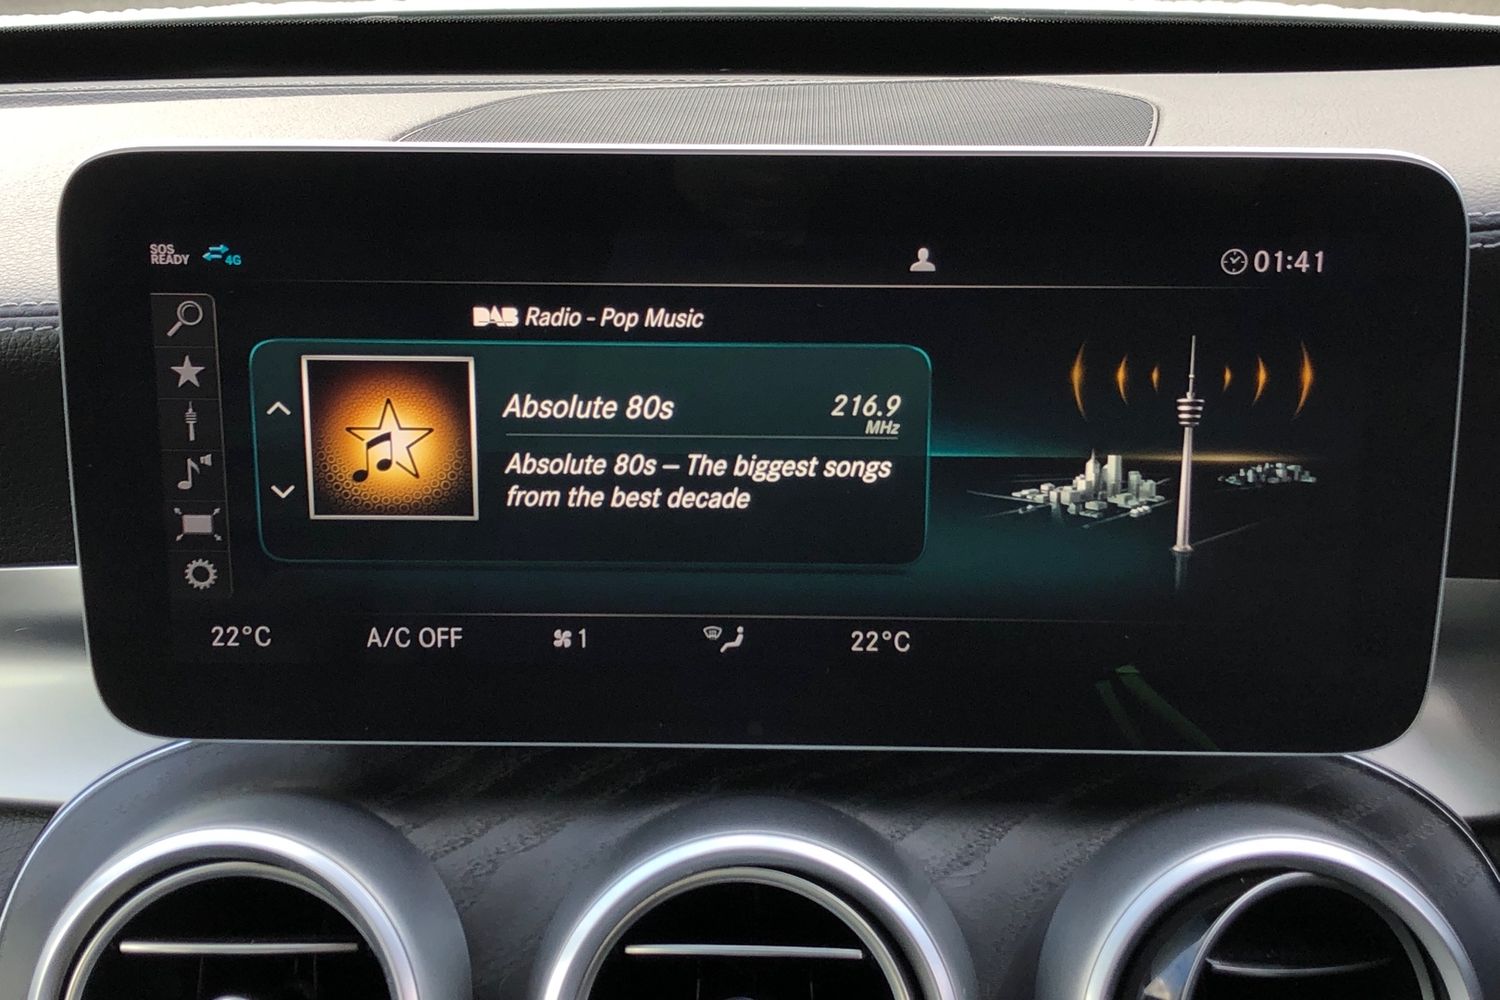 SOS
READY
4G
01:41
DAB Radio - Pop Music
Absolute 80s
216.9
MHz
Absolute 80s – The biggest songs
from the best decade
22°C
A/C OFF
1
22°C